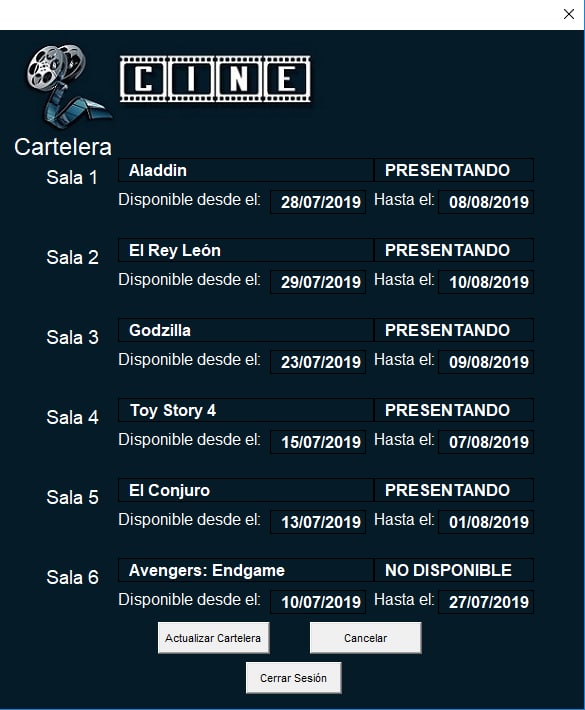 CINE
Cartelera
Sala 1 Aladdin PRESENTANDO
Disponible desde el: 28/07/2019 Hasta el: 08/08/2019
Sala 2 El Rey León PRESENTANDO
Disponible desde el: 29/07/2019 Hasta el: 10/08/2019
Sala 3 Godzilla PRESENTANDO
Disponible desde el: 23/07/2019 Hasta el: 09/08/2019
Sala 4 Toy Story 4 PRESENTANDO
Disponible desde el: 15/07/2019 Hasta el: 07/08/2019
Sala 5 El Conjuro PRESENTANDO
Disponible desde el: 13/07/2019 Hasta el: 01/08/2019
Sala 6 Avengers: Endgame NO DISPONIBLE
Disponible desde el: 10/07/2019 Hasta el: 27/07/2019
Actualizar Cartelera Cancelar
Cerrar Sesión